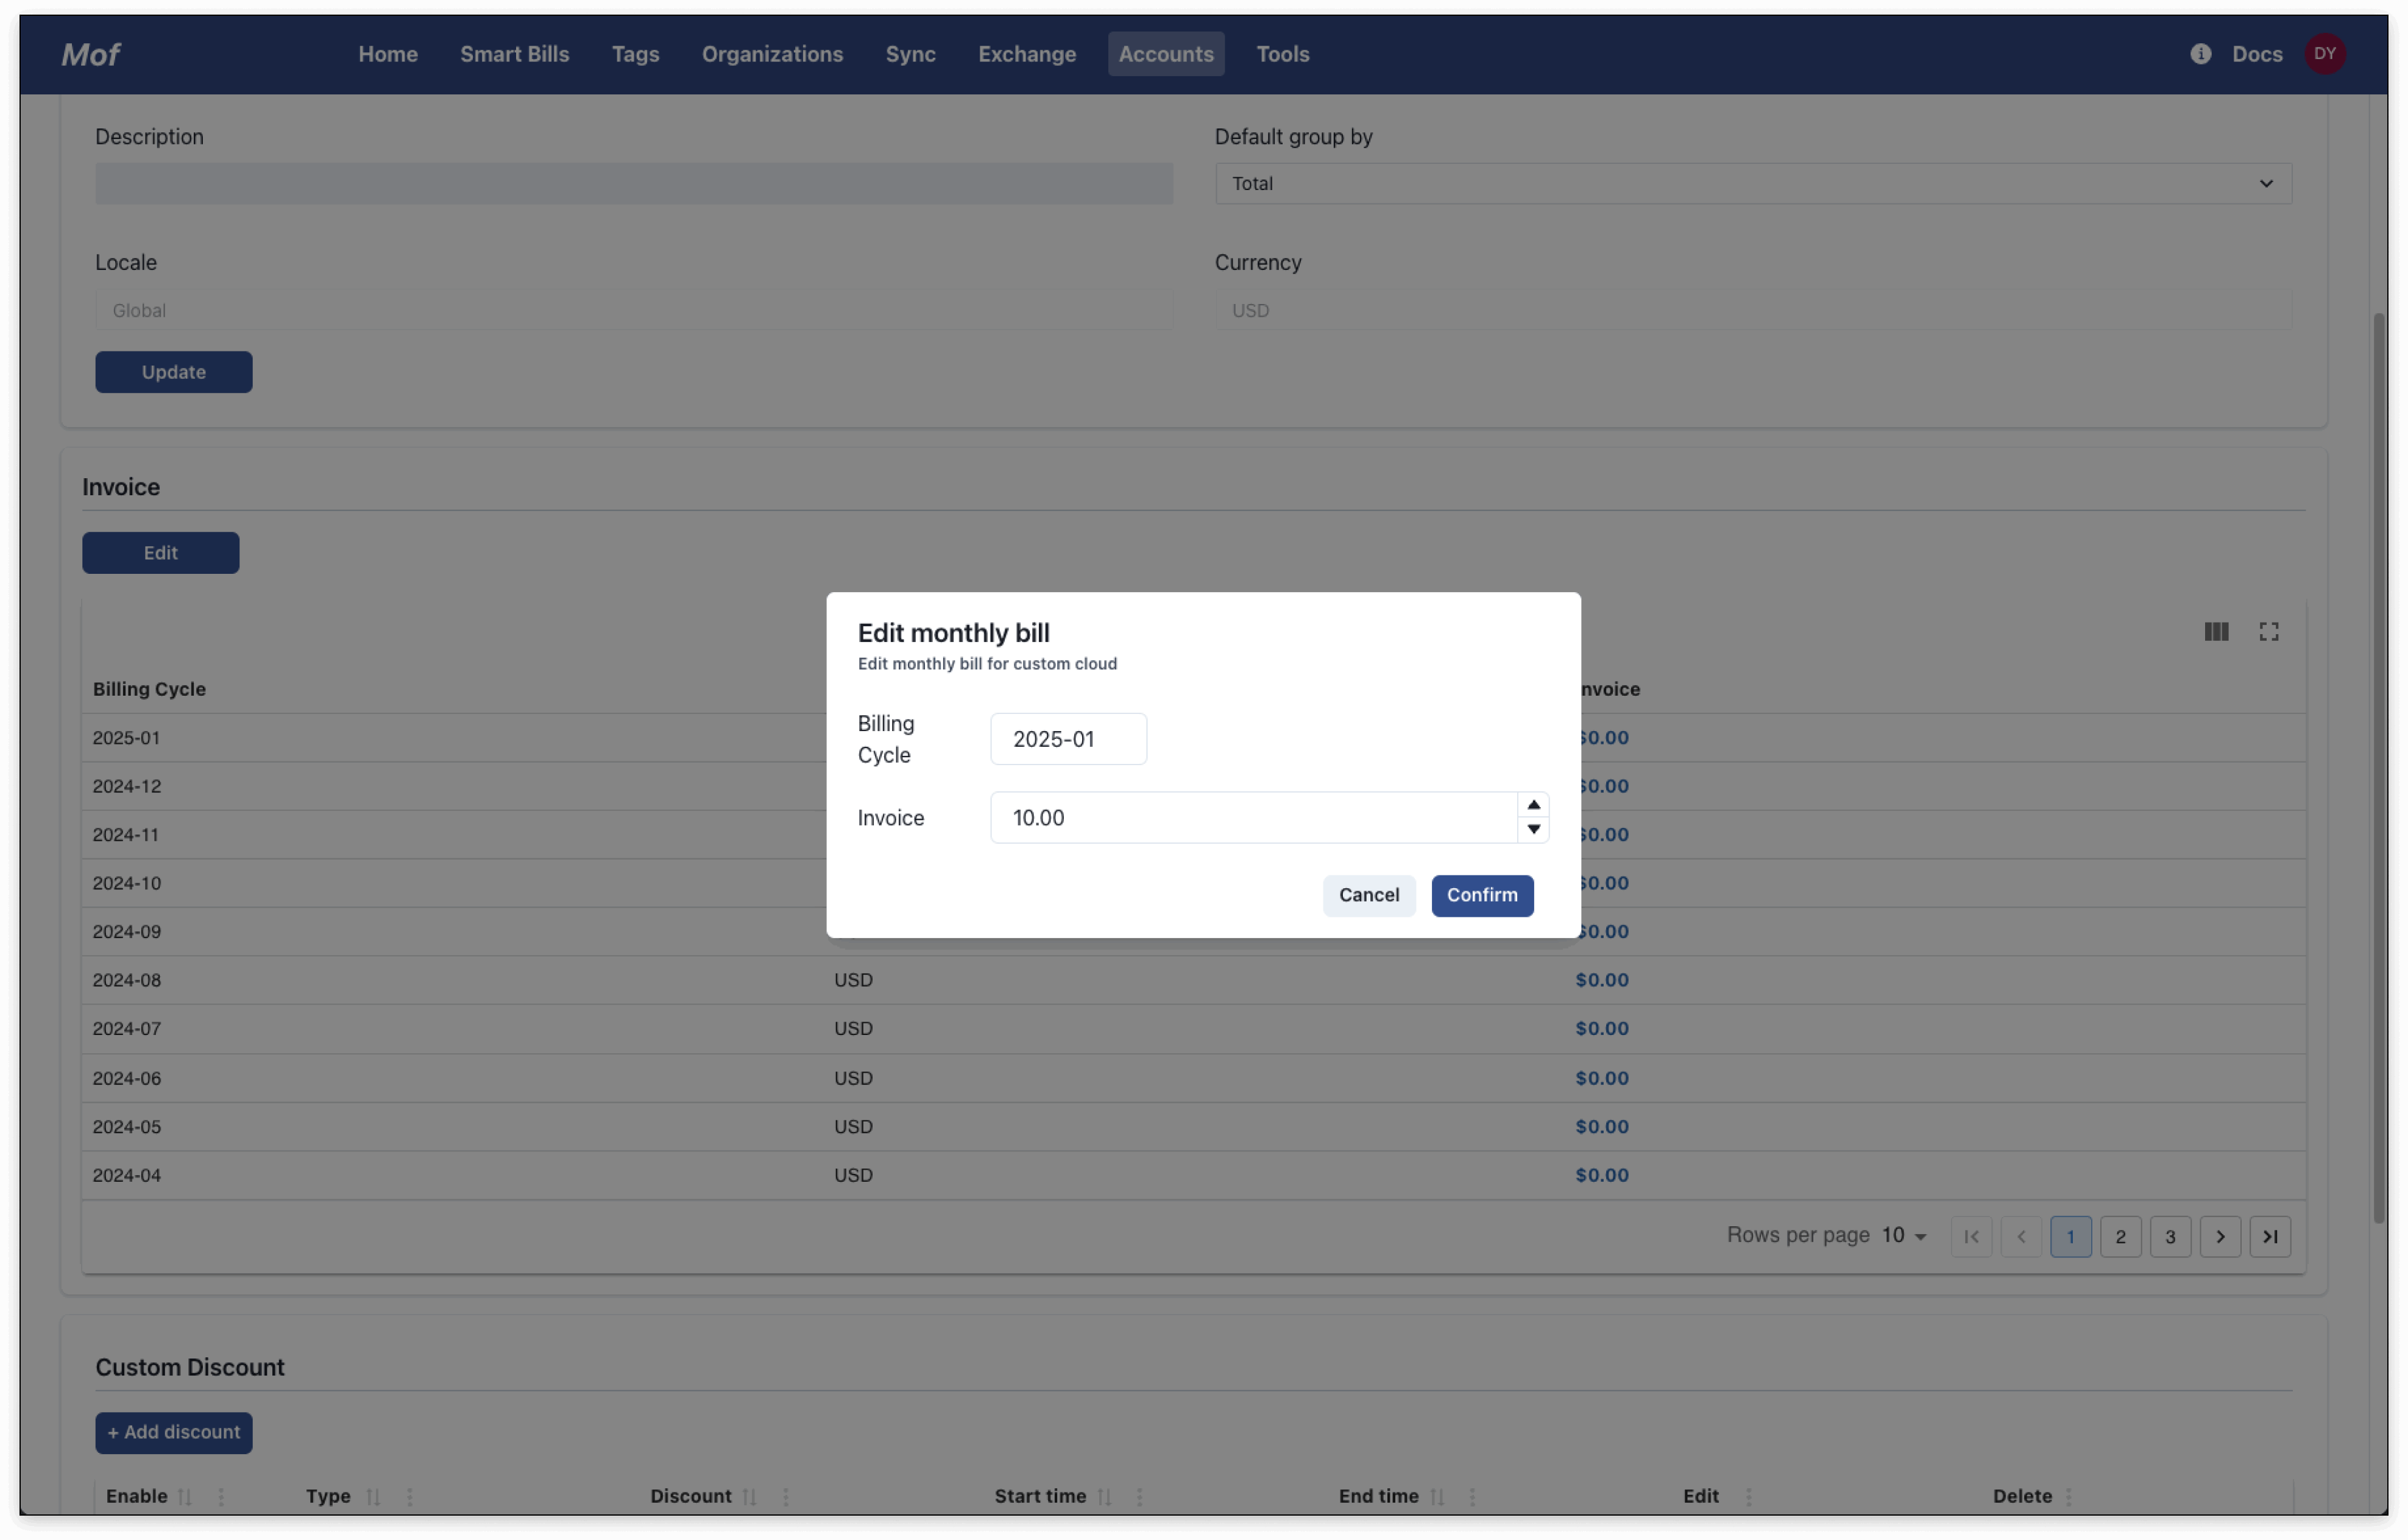 Mof Home Smart Bills Tags Organizations Sync Exchange Accounts Tools Docs DY
Description Default group by
Total
Locale Currency
Global USD
Update
Invoice
Edit
Edit monthly bill
Edit monthly bill for custom cloud
Billing Cycle
2025-01
Invoice 10.00
Cancel Confirm
Billing Cycle nvoice
2025-01 $0.00
2024-12 $0.00
2024-11 $0.00
2024-10 $0.00
2024-09 $0.00
2024-08 USD $0.00
2024-07 USD $0.00
2024-06 USD $0.00
2024-05 USD $0.00
2024-04 USD $0.00
Rows per page 10 1 2 3
Custom Discount
+ Add discount
Enable Type Discount Start time End time Edit Delete